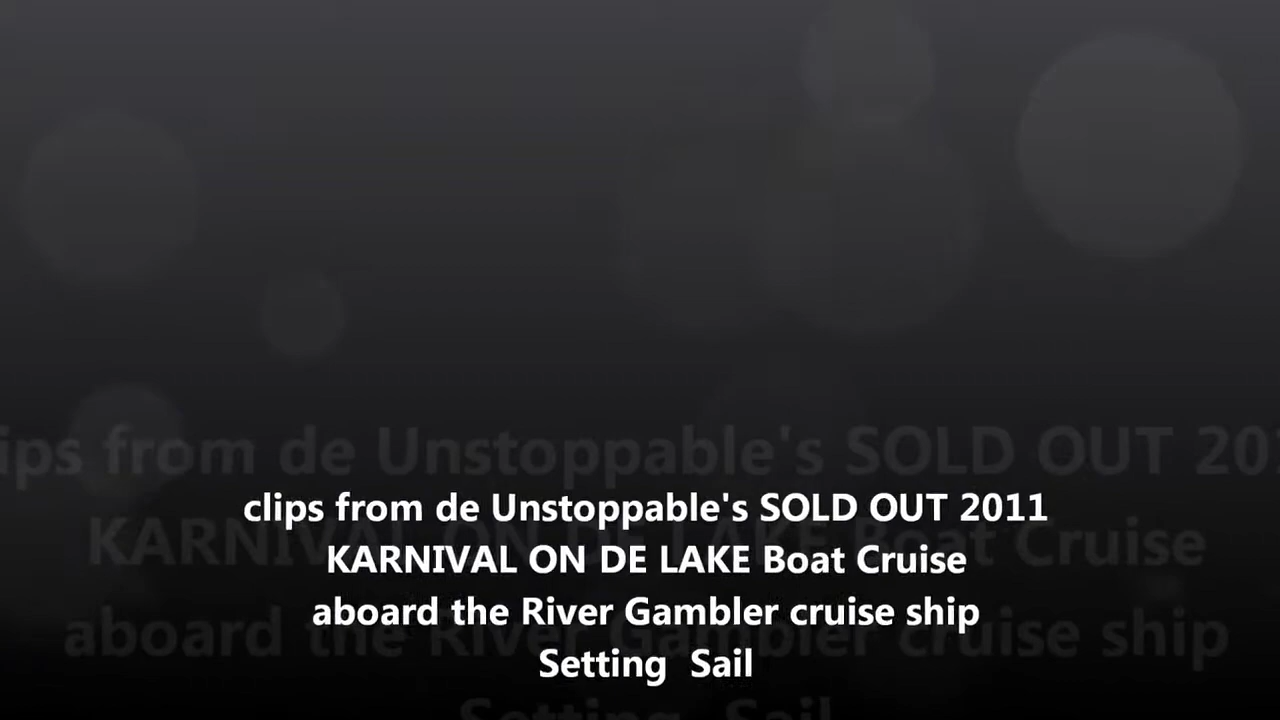 clips from de Unstoppable's SOLD OUT 2011
KARNIVAL ON DE LAKE Boat Cruise
aboard the River Gambler cruise ship
Setting  Sail